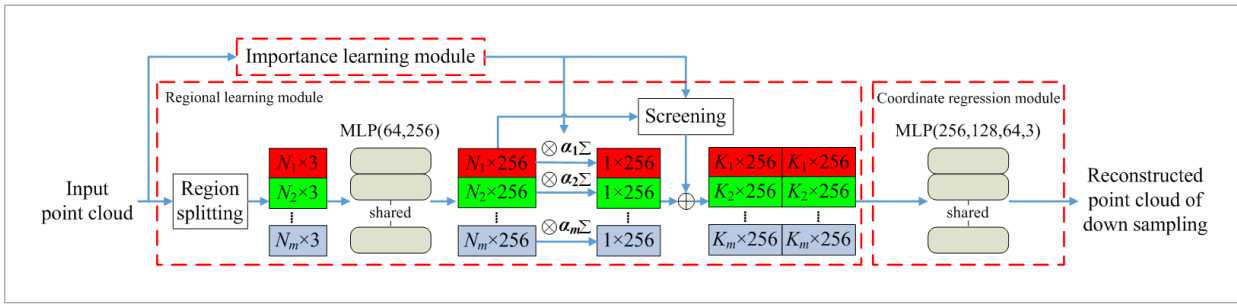 Importance learning module
Regional learning module
Coordinate regression module
Screening
MLP(64,256)
MLP(256,128,64,3)
⊗ α₁Σ
N₁×3
N₁×256
1×256
K₁×256
K₁×256
Input
point cloud
Region
splitting
⊗ α₂Σ
N₂×3
N₂×256
1×256
⊕
K₂×256
K₂×256
shared
shared
⊗ αₘΣ
Nₘ×3
Nₘ×256
1×256
Kₘ×256
Kₘ×256
Reconstructed
point cloud of
down sampling